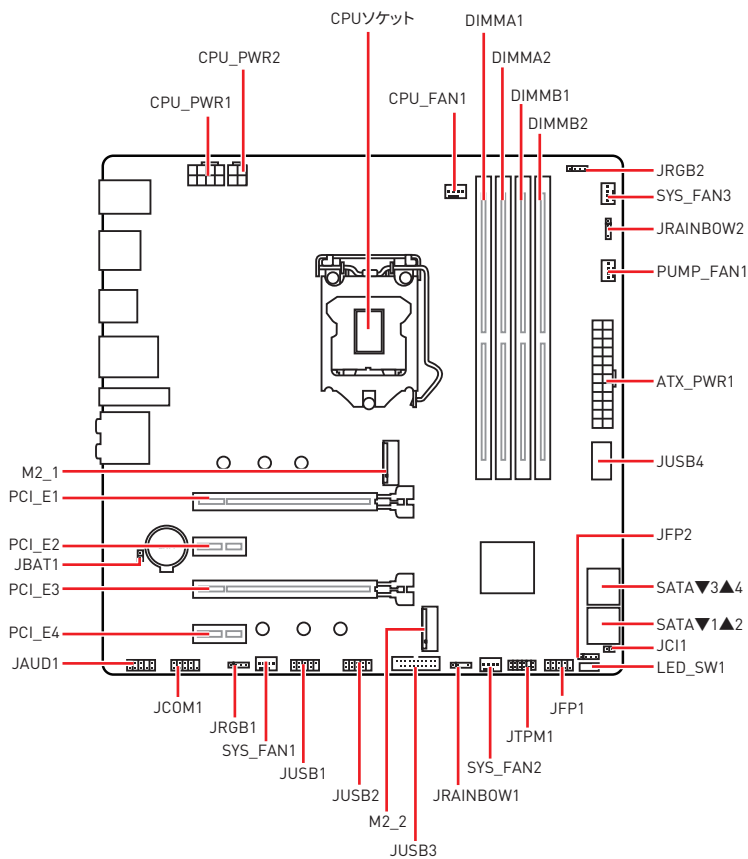 CPUソケット
DIMMA1
CPU_PWR2
DIMMA2
CPU_PWR1
CPU_FAN1
DIMMB1
DIMMB2
JRGB2
SYS_FAN3
JRAINBOW2
PUMP_FAN1
ATX_PWR1
M2_1
JUSB4
PCI_E1
PCI_E2
JFP2
JBAT1
PCI_E3
SATA▼3▲4
PCI_E4
SATA▼1▲2
JCI1
JAUD1
LED_SW1
JCOM1
JFP1
JRGB1
JTPM1
SYS_FAN1
SYS_FAN2
JUSB1
JUSB2
JRAINBOW1
M2_2
JUSB3